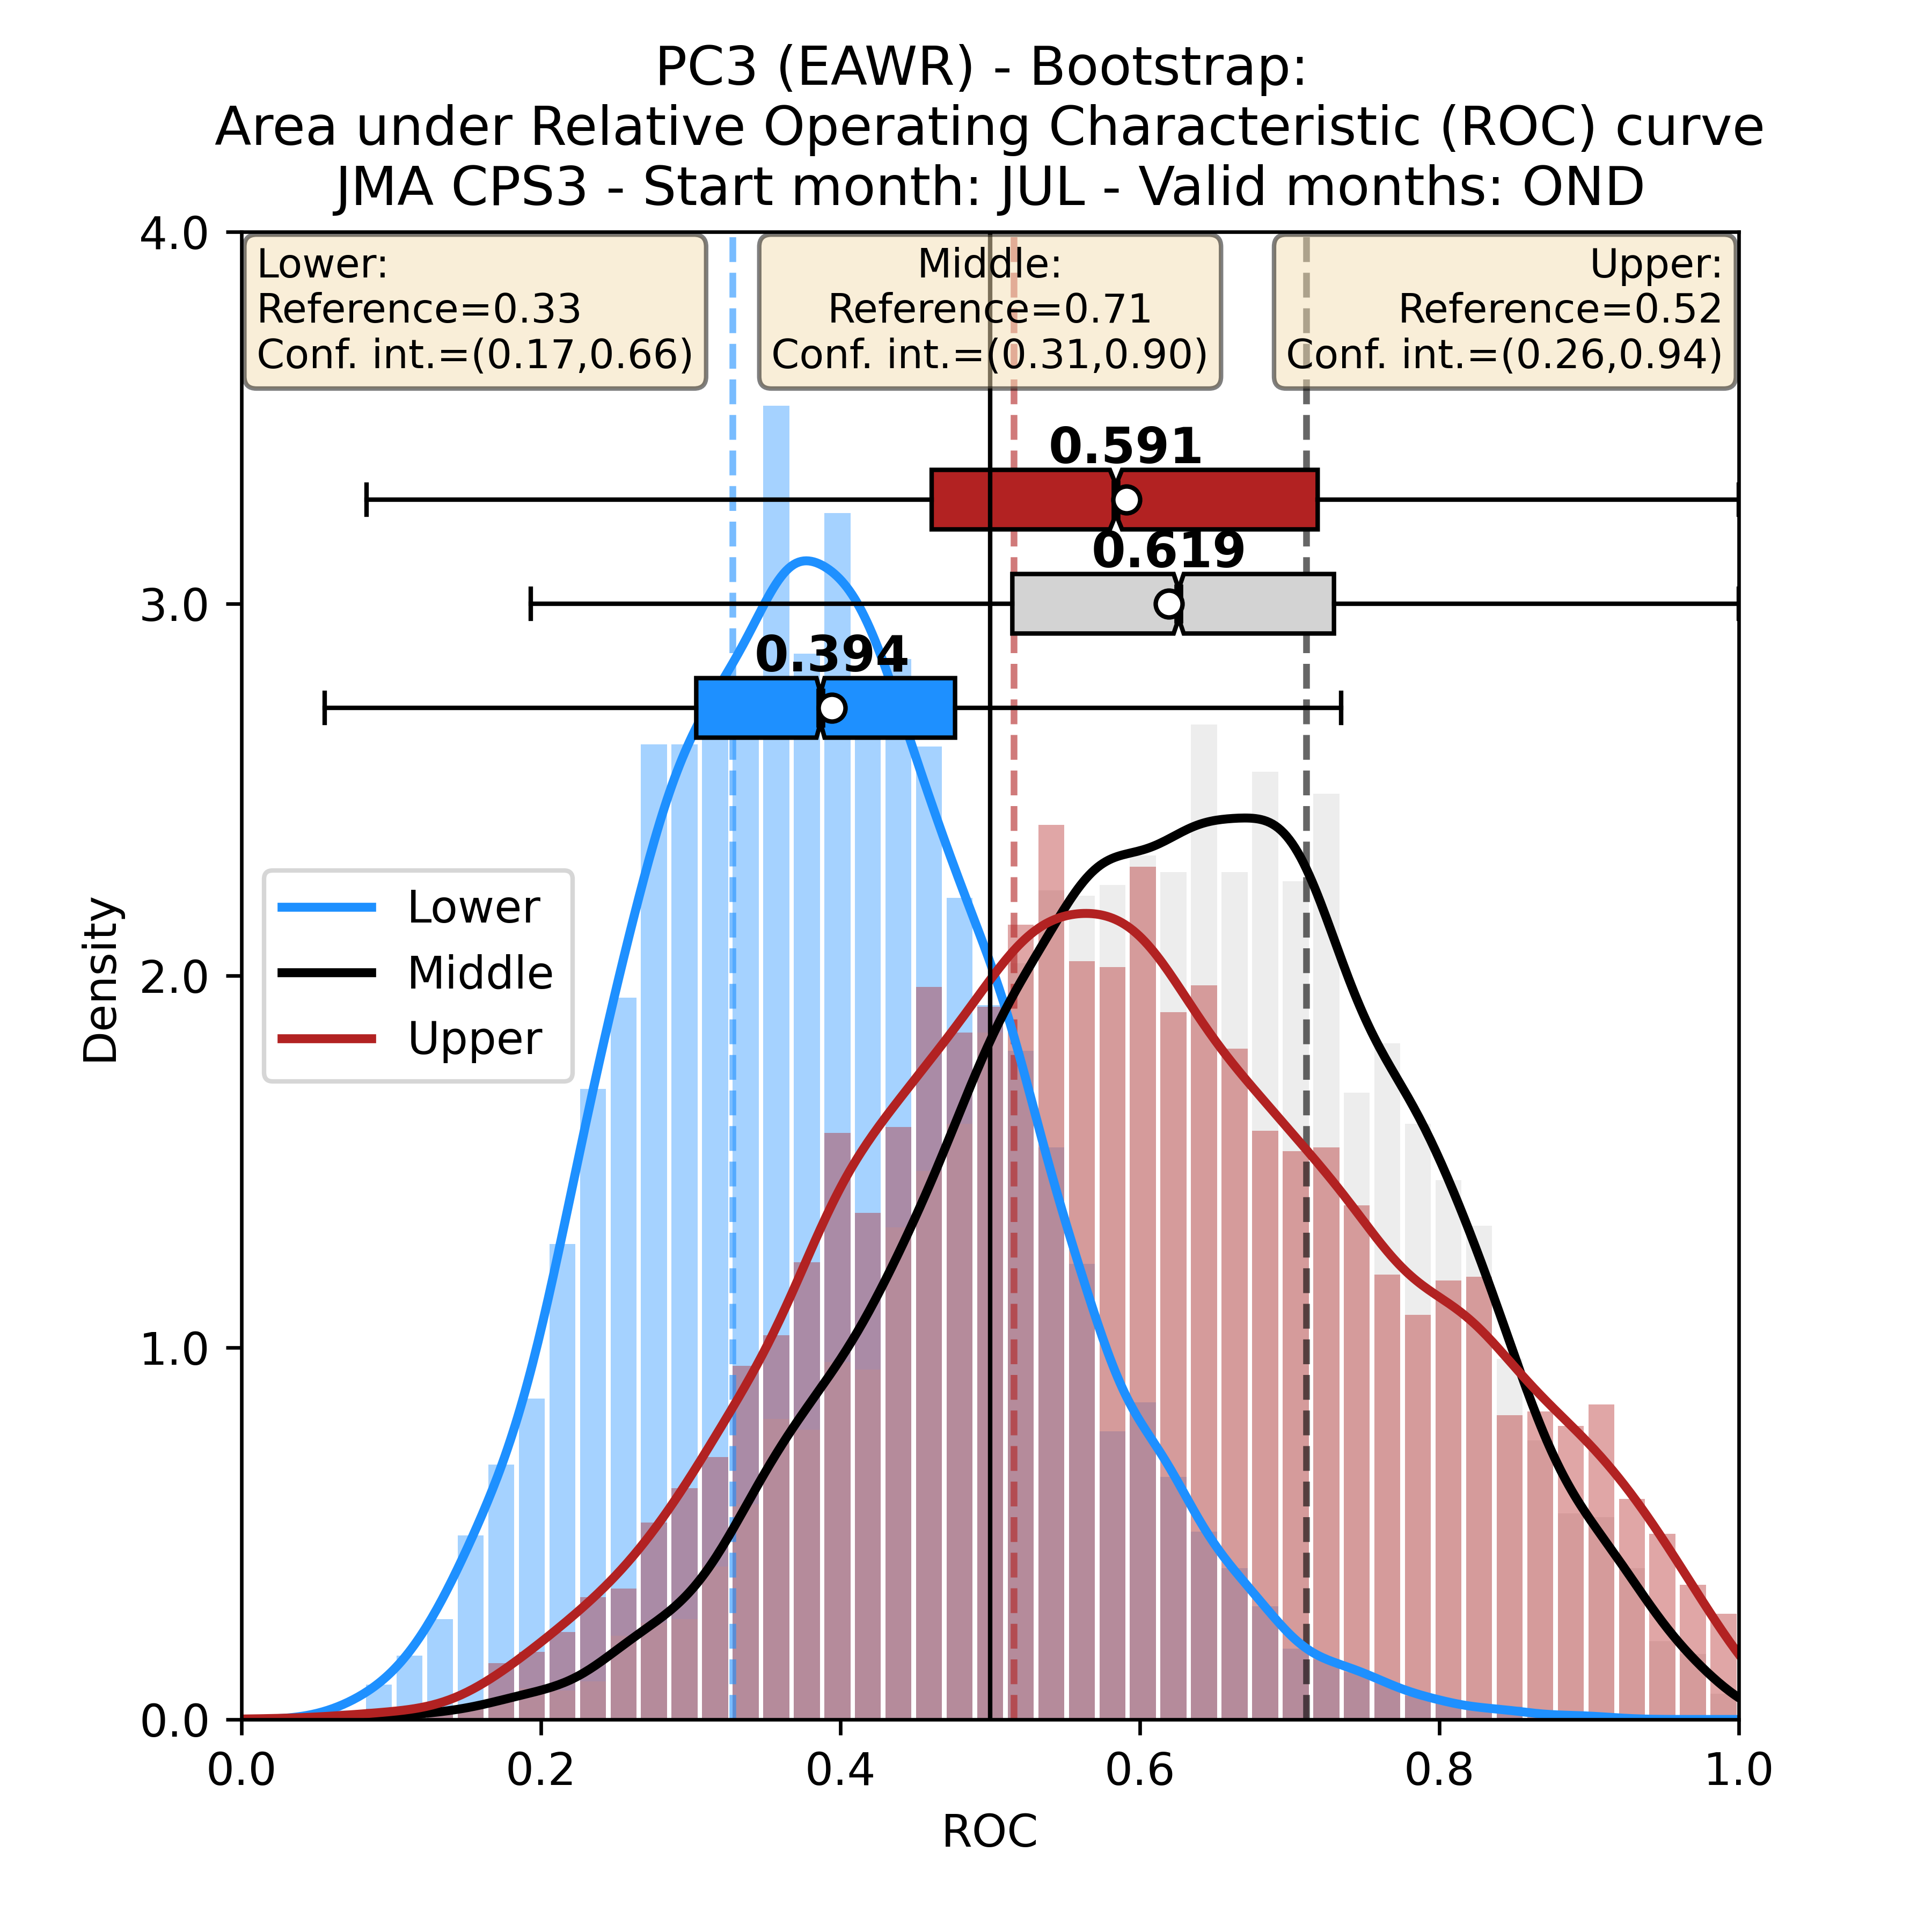 PC3 (EAWR) - Bootstrap:
Area under Relative Operating Characteristic (ROC) curve
JMA CPS3 - Start month: JUL - Valid months: OND
Lower:
Reference=0.33
Conf. int.=(0.17,0.66)
Middle:
Reference=0.71
Conf. int.=(0.31,0.90)
Upper:
Reference=0.52
Conf. int.=(0.26,0.94)
0.591
0.619
0.394
Lower
Middle
Upper
Density
4.0
3.0
2.0
1.0
0.0
0.0
0.2
0.4
0.6
0.8
1.0
ROC